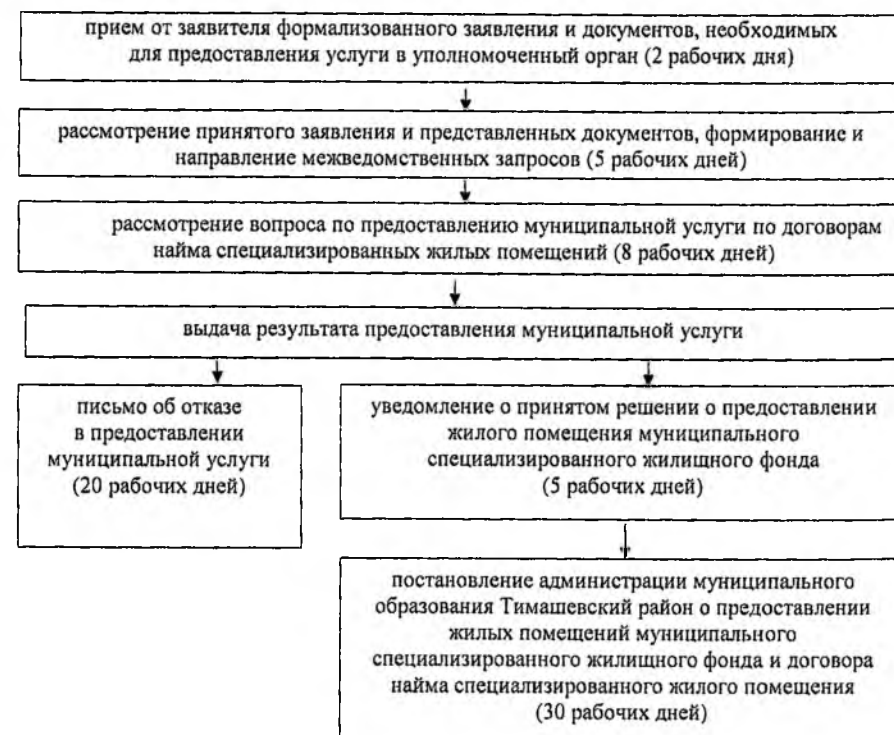 прием от заявителя формализованного заявления и документов, необходимых
для предоставления услуги в уполномоченный орган (2 рабочих дня)
рассмотрение принятого заявления и представленных документов, формирование и
направление межведомственных запросов (5 рабочих дней)
рассмотрение вопроса по предоставлению муниципальной услуги по договорам
найма специализированных жилых помещений (8 рабочих дней)
выдача результата предоставления муниципальной услуги
письмо об отказе
в предоставлении
муниципальной услуги
(20 рабочих дней)
уведомление о принятом решении о предоставлении
жилого помещения муниципального
специализированного жилищного фонда
(5 рабочих дней)
постановление администрации муниципального
образования Тимашевский район о предоставлении
жилых помещений муниципального
специализированного жилищного фонда и договора
найма специализированного жилого помещения
(30 рабочих дней)